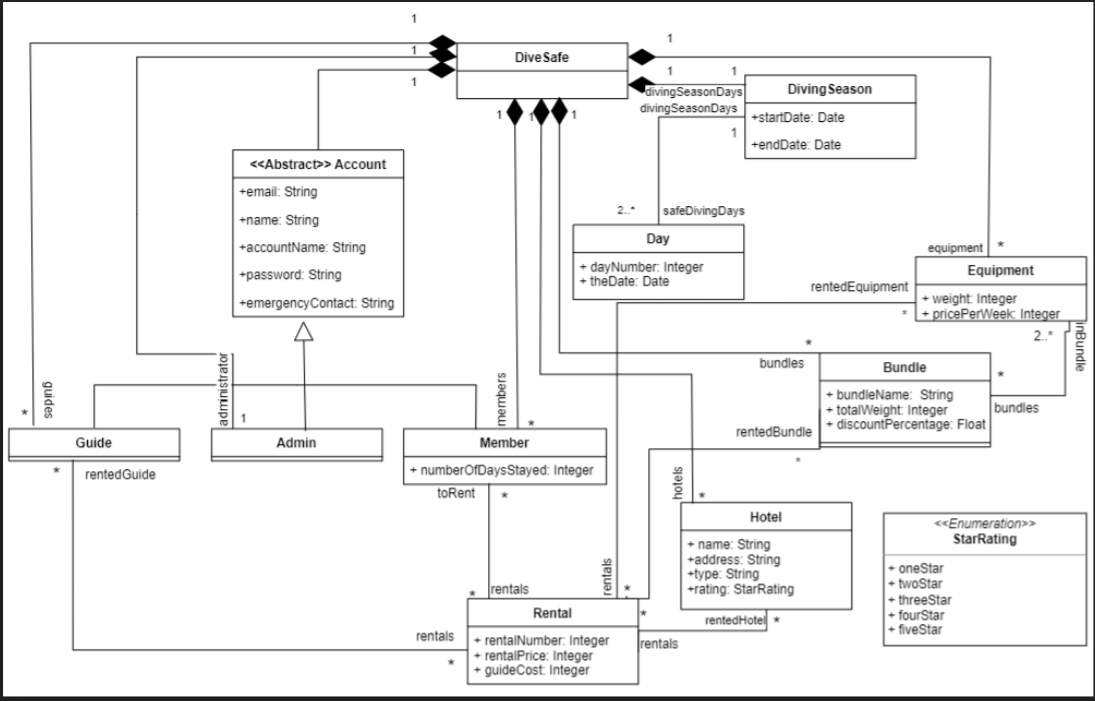 1
1
1
DiveSafe
1
1
1
divingSeasonDays
divingSeasonDays
1
DivingSeason
+startDate: Date
+endDate: Date
1
1
1
<<Abstract>> Account
+email: String
+name: String
+accountName: String
+password: String
+emergencyContact: String
2..*
safeDivingDays
Day
+ dayNumber: Integer
+ theDate: Date
equipment
*
Equipment
+ weight: Integer
+ pricePerWeek: Integer
rentedEquipment
*
2..*
inBundle
*
bundles
Bundle
+ bundleName: String
+ totalWeight: Integer
+ discountPercentage: Float
*
bundles
rentedBundle
*
guides
*
administrator
1
members
*
Guide
Admin
Member
+ numberOfDaysStayed: Integer
*
rentedGuide
toRent
*
hotels
*
Hotel
+ name: String
+address: String
+type: String
+rating: StarRating
<<Enumeration>>
StarRating
+ oneStar
+ twoStar
+ threeStar
+ fourStar
+ fiveStar
*
rentals
rentals
*
*
Rental
+ rentalNumber: Integer
+ rentalPrice: Integer
+ guideCost: Integer
rentedHotel
*
rentals
rentals
*